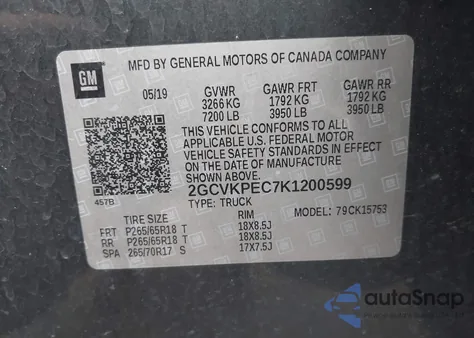 GM
MFD BY GENERAL MOTORS OF CANADA COMPANY
05/19 GVWR GAWR FRT GAWR RR
3266 KG 1792 KG 1792 KG
7200 LB 3950 LB 3950 LB
THIS VEHICLE CONFORMS TO ALL
APPLICABLE U.S. FEDERAL MOTOR
VEHICLE SAFETY STANDARDS IN
EFFECT ON THE DATE OF
MANUFACTURE SHOWN ABOVE.
457B 2GCVKPEC7K1200599
TYPE: TRUCK MODEL: 79CK15753
TIRE SIZE RIM
FRT P265/65R18 T 18X8.5J
RR P265/65R18 T 18X8.5J
SPA 265/70R17 S 17X7.5J
autoSnap